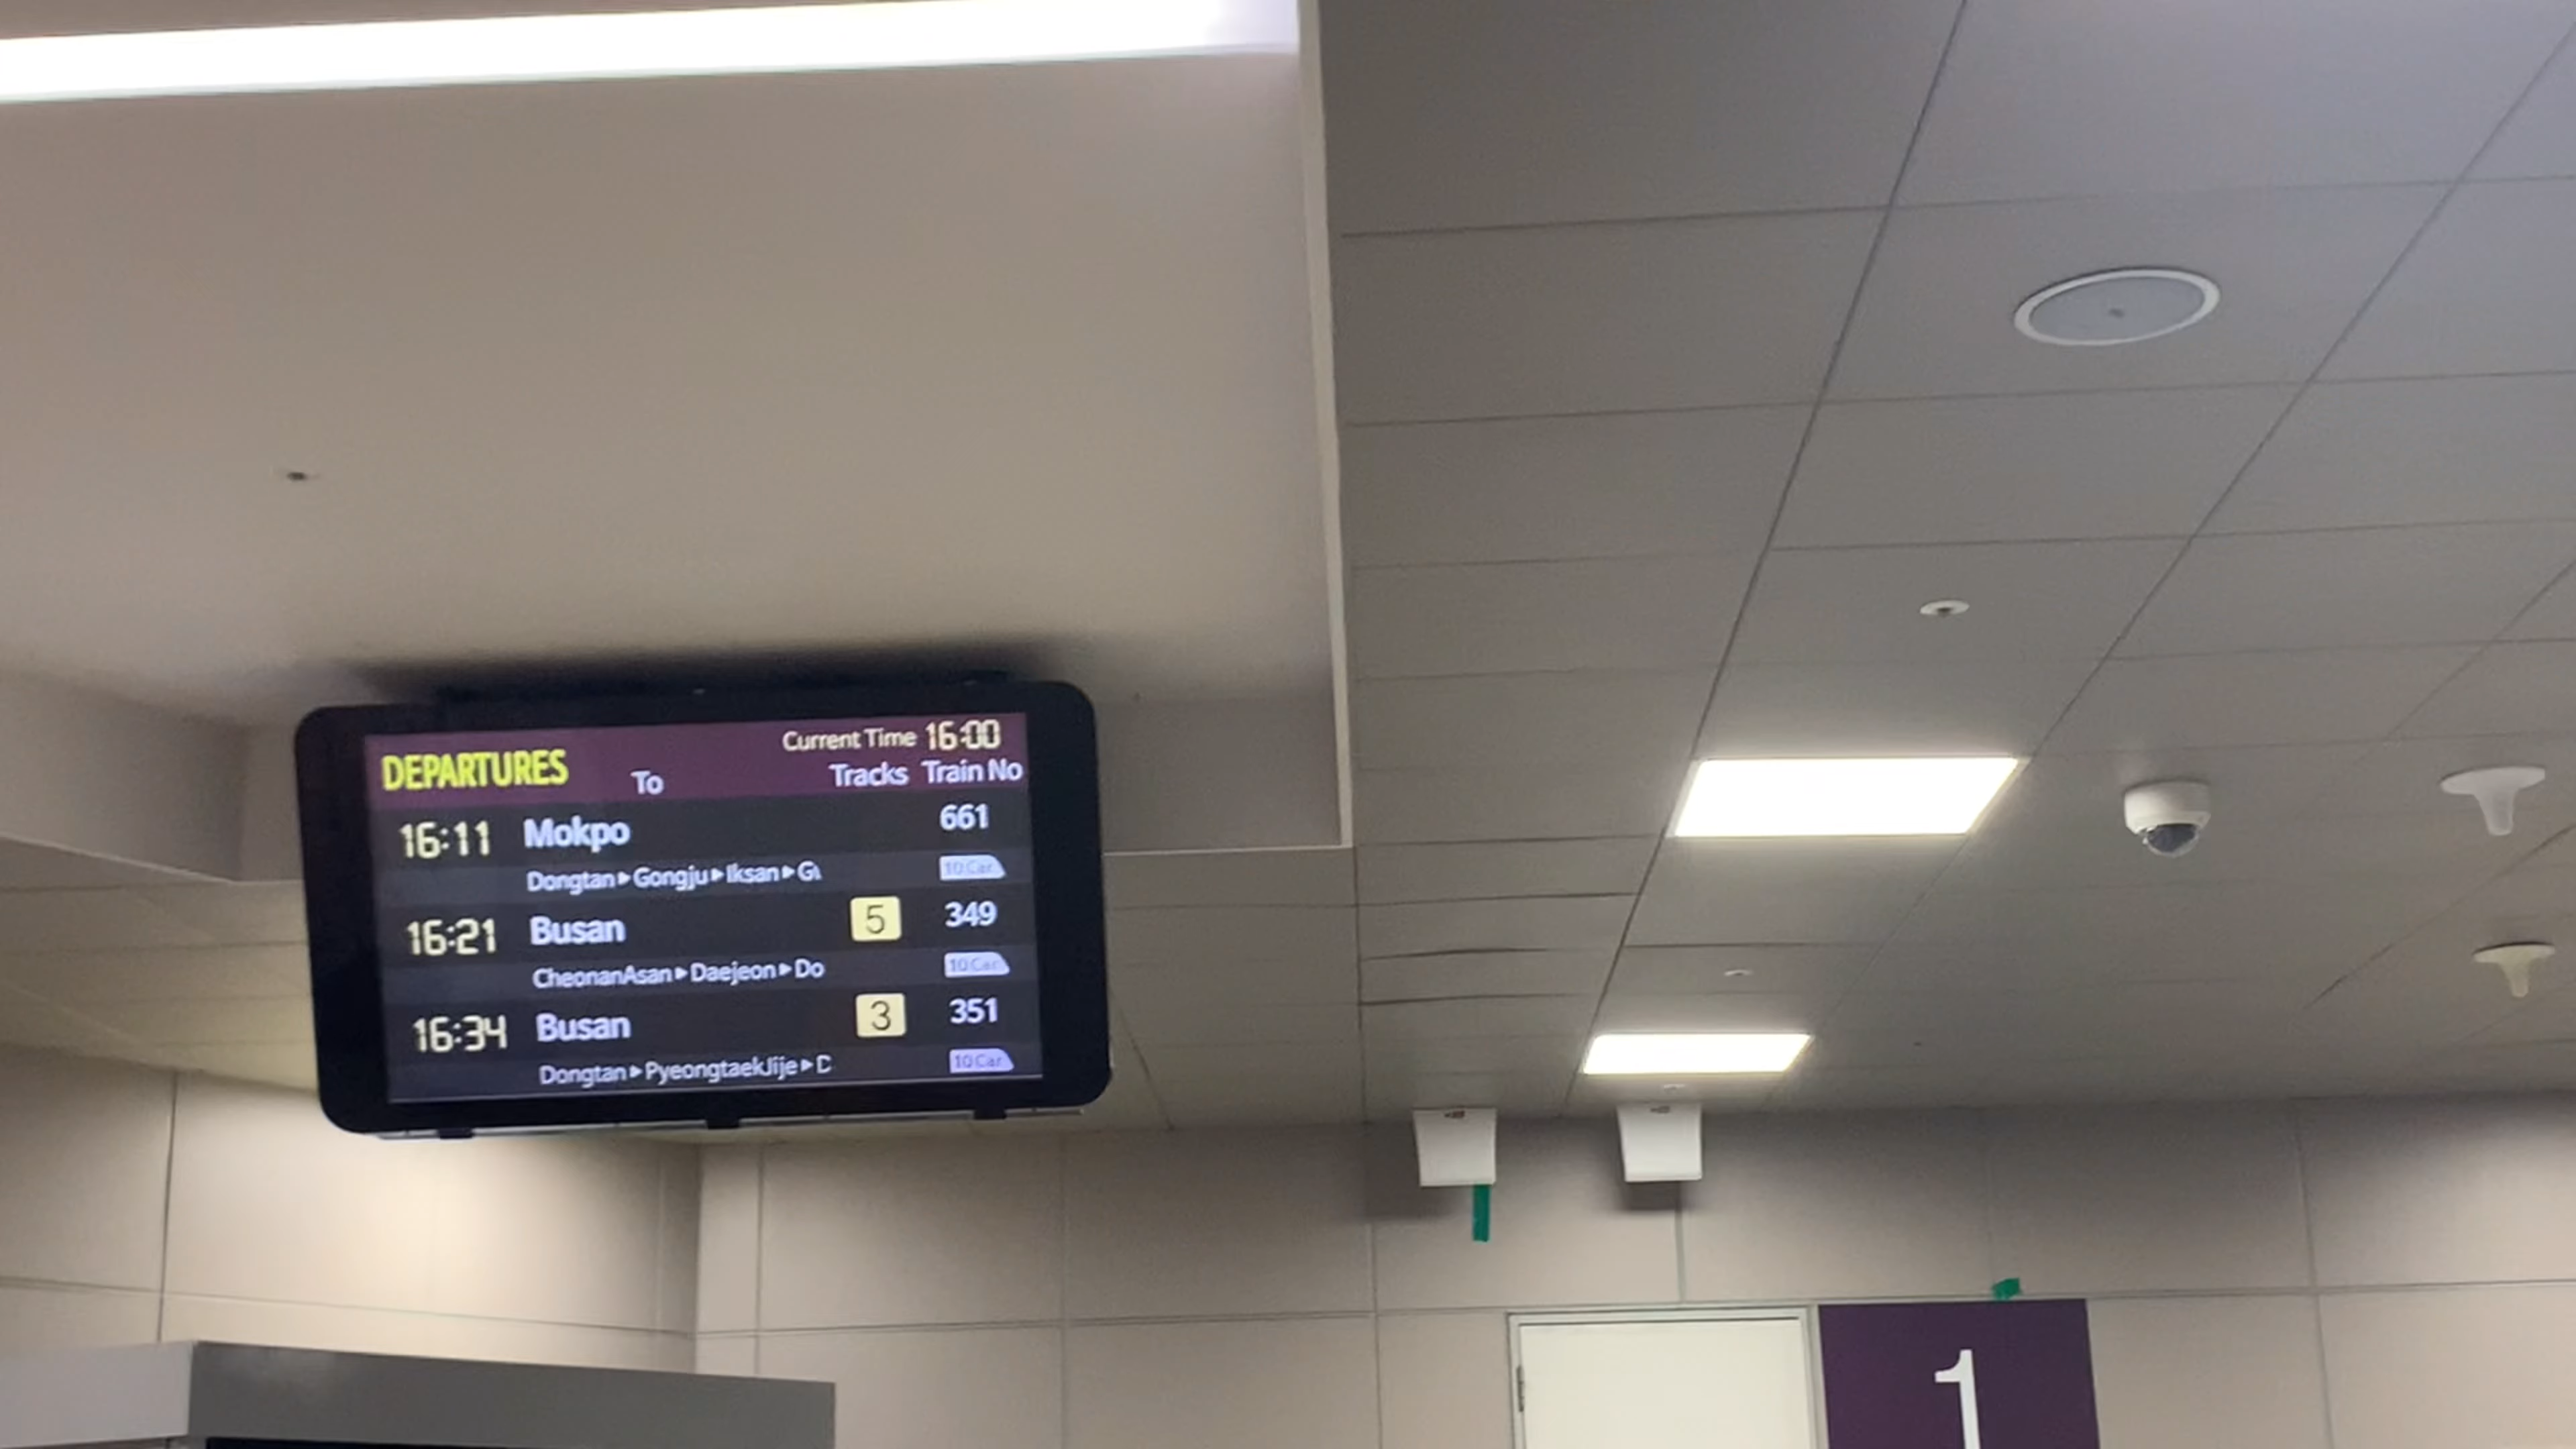 Current Time 16:00
DEPARTURES To Tracks Train No
16:11 Mokpo 661
Dongtan▸Gongju▸Iksan▸G 10 Car
16:21 Busan 5 349
CheonanAsan▸Daejeon▸Do 10 Car
16:34 Busan 3 351
Dongtan▸PyeongtaekJije▸D 10 Car
1